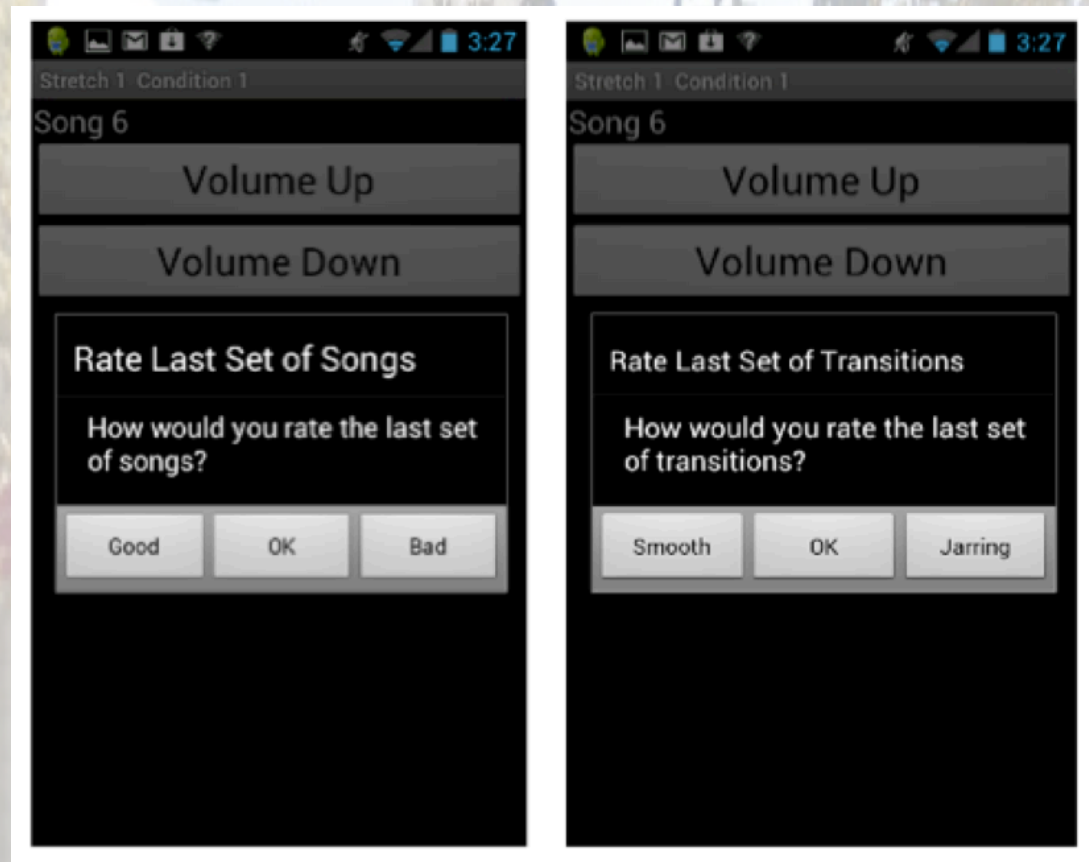 3:27
Stretch 1 Condition 1
Song 6
Volume Up
Volume Down
Rate Last Set of Songs
How would you rate the last set
of songs?
Good
OK
Bad
3:27
Stretch 1 Condition 1
Song 6
Volume Up
Volume Down
Rate Last Set of Transitions
How would you rate the last set
of transitions?
Smooth
OK
Jarring